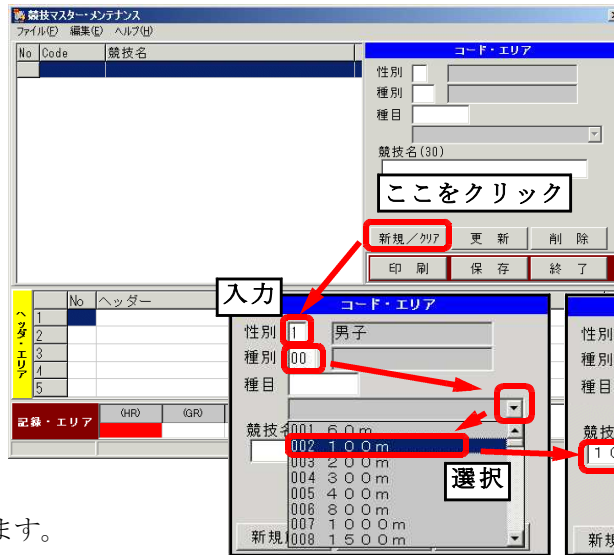 競技マスター・メンテナンス
ファイル(F) 編集(E) ヘルプ(H)
No Code 競技名
コード・エリア
性別
種別
種目
競技名(30)
ここをクリック
新規／クリア 更 新 削 除
印 刷 保 存 終 了
No ヘッダー
ヘッダ・エリア
1
2
3
4
5
記録・エリア (HR) (GR)
入力
コード・エリア
性別 1 男子
種別 00
種目
競技名
001 60m
002 100m
003 200m
004 300m
005 400m
006 800m
007 1000m
008 1500m
選択
新規
性別
種別
種目
競技
10
新規
ます。